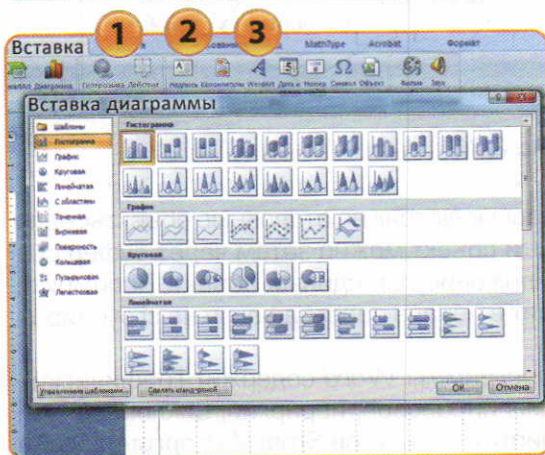 1 2 3
Вставка MathType Acrobat Формат
Диаграмма Гиперссылка Действие Надпись Колонтитулы WordArt Дата и Номер Символ Объект Фильм Звук
Вставка диаграммы
Шаблоны
Гистограмма
График
Круговая
Линейчатая
С областями
Точечная
Биржевая
Поверхность
Кольцевая
Пузырьковая
Лепестковая
Гистограмма
График
Круговая
Линейчатая
Управление шаблонами... Сделать стандартной
ОК Отмена